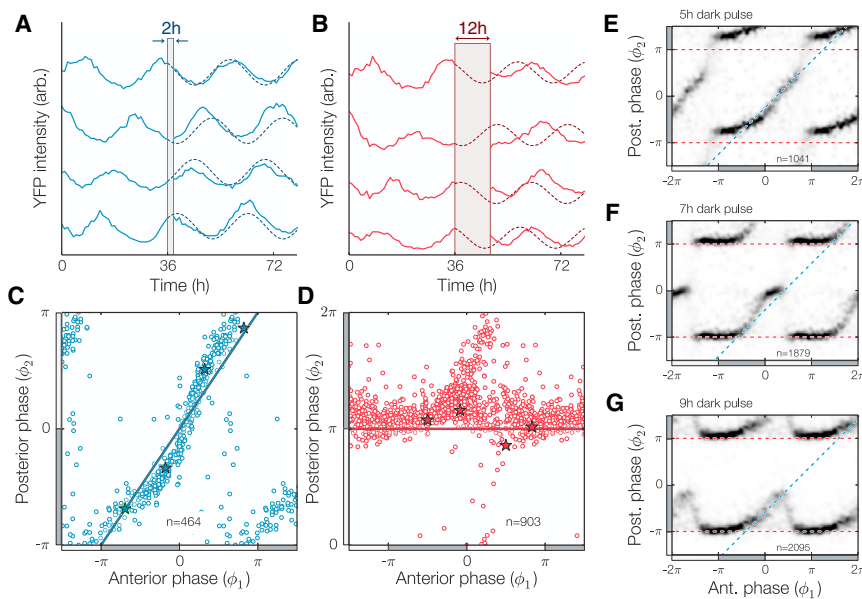 A
2h
YFP intensity (arb.)
0
36
72
Time (h)
B
12h
YFP intensity (arb.)
0
36
72
Time (h)
C
π
0
-π
Posterior phase (ϕ₂)
n=464
-π
0
π
Anterior phase (ϕ₁)
D
2π
π
0
Posterior phase (ϕ₂)
n=903
-π
0
π
Anterior phase (ϕ₁)
E
5h dark pulse
Post. phase (ϕ₂)
π
0
-π
n=1041
-2π
-π
0
π
2π
F
7h dark pulse
Post. phase (ϕ₂)
π
0
-π
n=1879
-2π
-π
0
π
2π
G
9h dark pulse
Post. phase (ϕ₂)
π
0
-π
n=2095
-2π
-π
0
π
2π
Ant. phase (ϕ₁)